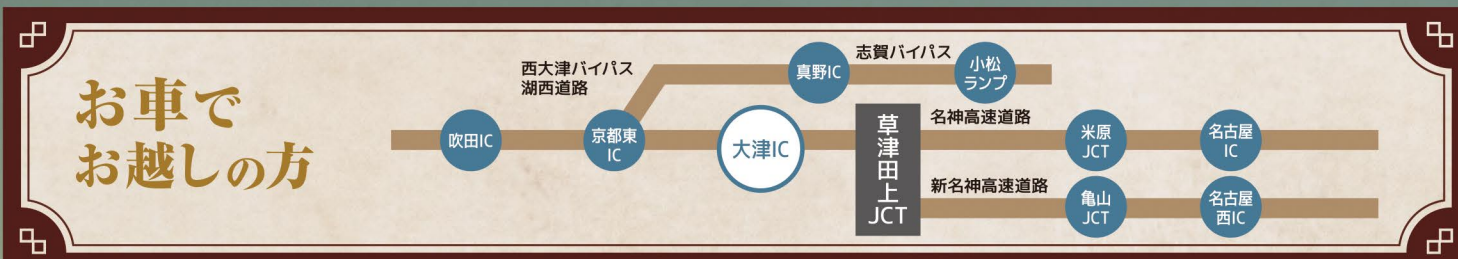 お車で
お越しの方
西大津バイパス
湖西道路
真野IC
志賀バイパス
小松
ランプ
吹田IC
京都東
IC
大津IC
草津田上JCT
名神高速道路
米原
JCT
名古屋
IC
新名神高速道路
亀山
JCT
名古屋
西IC